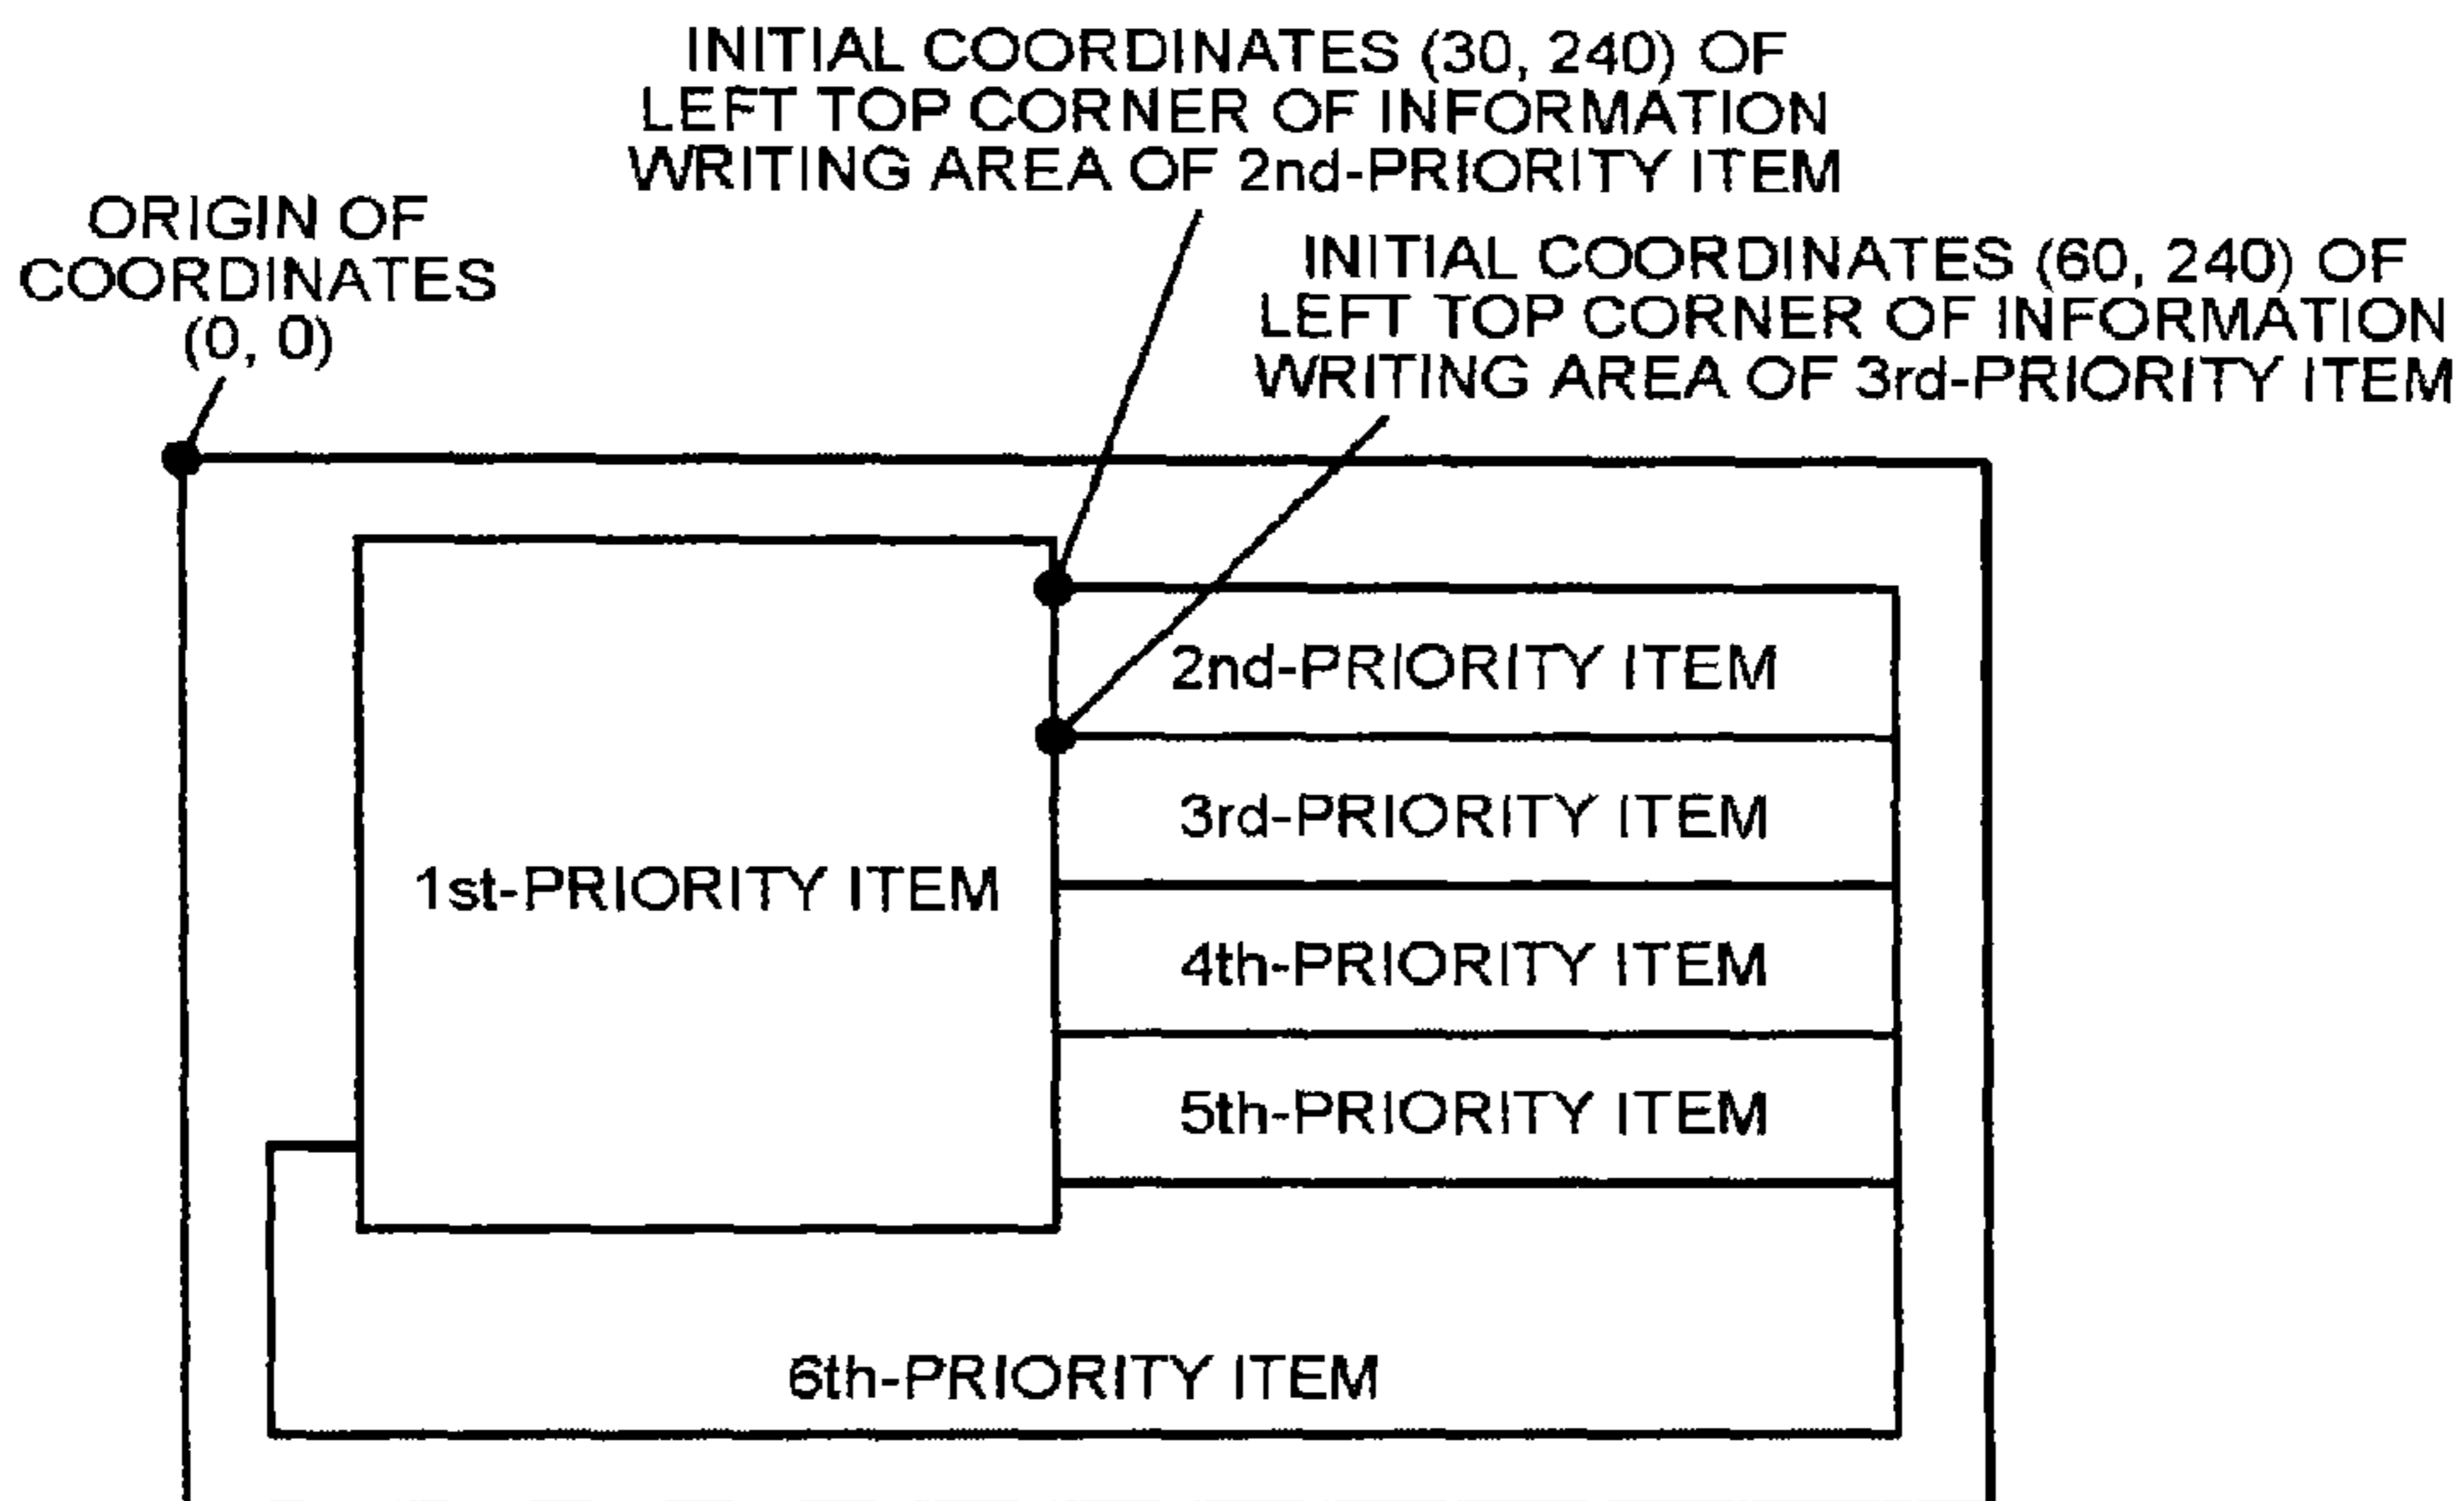 INITIAL COORDINATES (30, 240) OF
LEFT TOP CORNER OF INFORMATION
WRITING AREA OF 2nd-PRIORITY ITEM
ORIGIN OF
COORDINATES
(0, 0)
INITIAL COORDINATES (60, 240) OF
LEFT TOP CORNER OF INFORMATION
WRITING AREA OF 3rd-PRIORITY ITEM
2nd-PRIORITY ITEM
3rd-PRIORITY ITEM
1st-PRIORITY ITEM
4th-PRIORITY ITEM
5th-PRIORITY ITEM
6th-PRIORITY ITEM